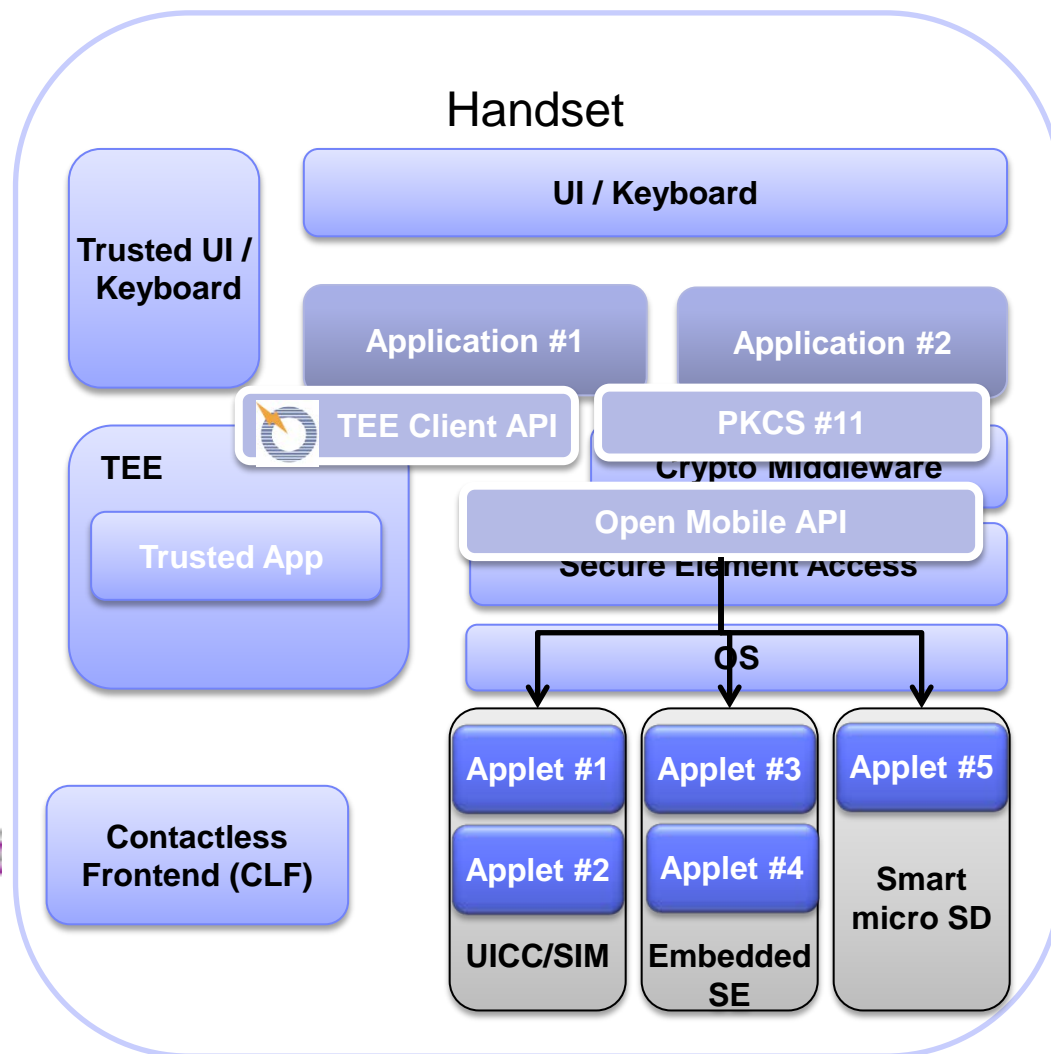 Handset
UI / Keyboard
Trusted UI /
Keyboard
Application #1
Application #2
TEE Client API
PKCS #11
Crypto Middleware
TEE
Open Mobile API
Trusted App
Secure Element Access
OS
Applet #1
Applet #3
Applet #5
Applet #2
Applet #4
Contactless
Frontend (CLF)
Smart
micro SD
UICC/SIM
Embedded
SE